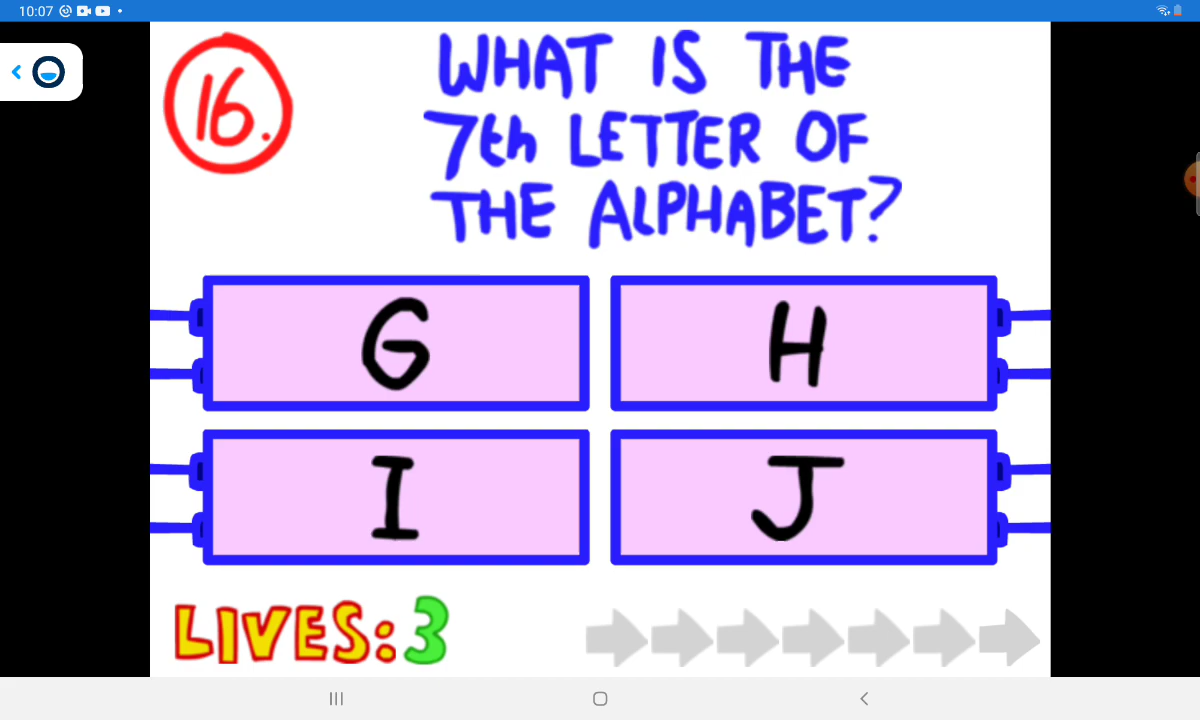 10:07
16.
WHAT IS THE
7th LETTER OF
THE ALPHABET?
G
H
I
J
LIVES: 3